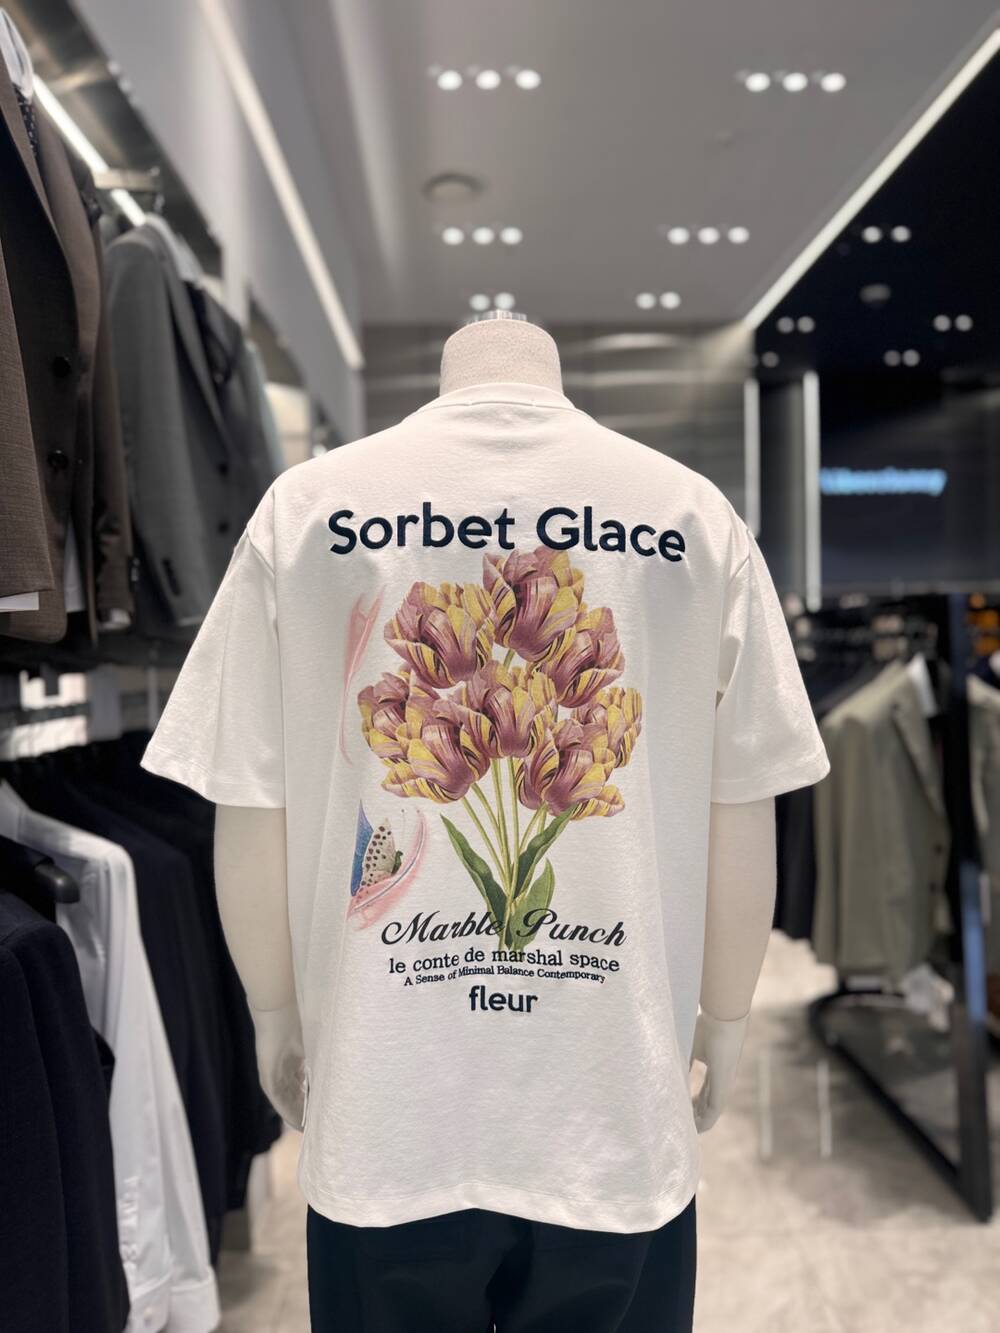 Sorbet Glace
Marble Punch
le conte de marshal space
A Sense of Minimal Balance Contemporary
fleur